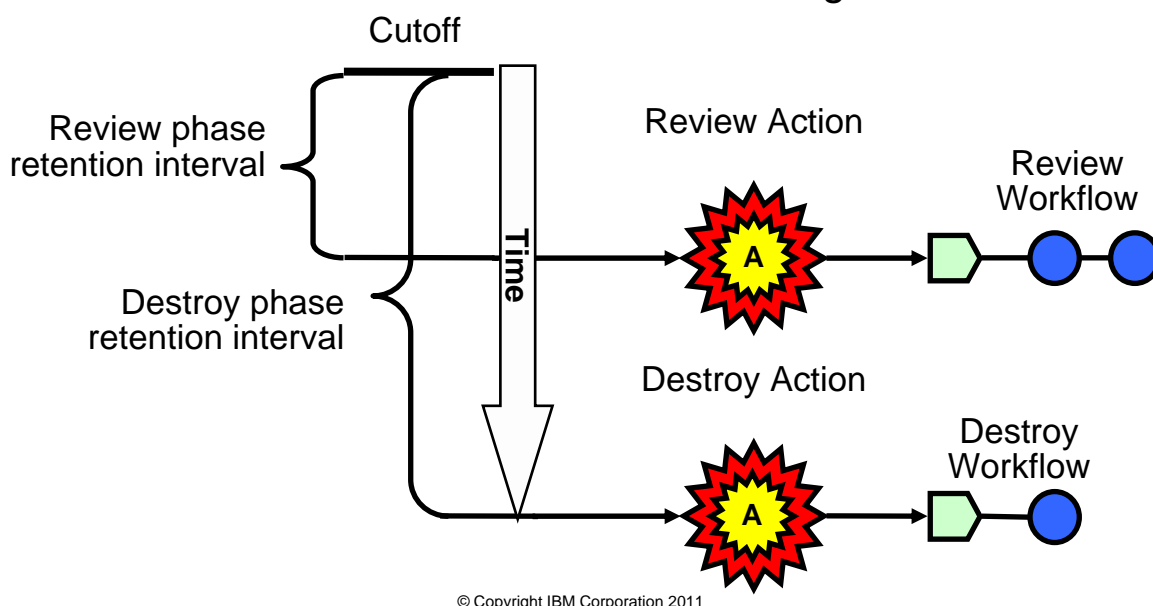 Cutoff
Review phase
retention interval
Review Action
Review
Workflow
Time
A
Destroy phase
retention interval
Destroy Action
Destroy
Workflow
A
© Copyright IBM Corporation 2011